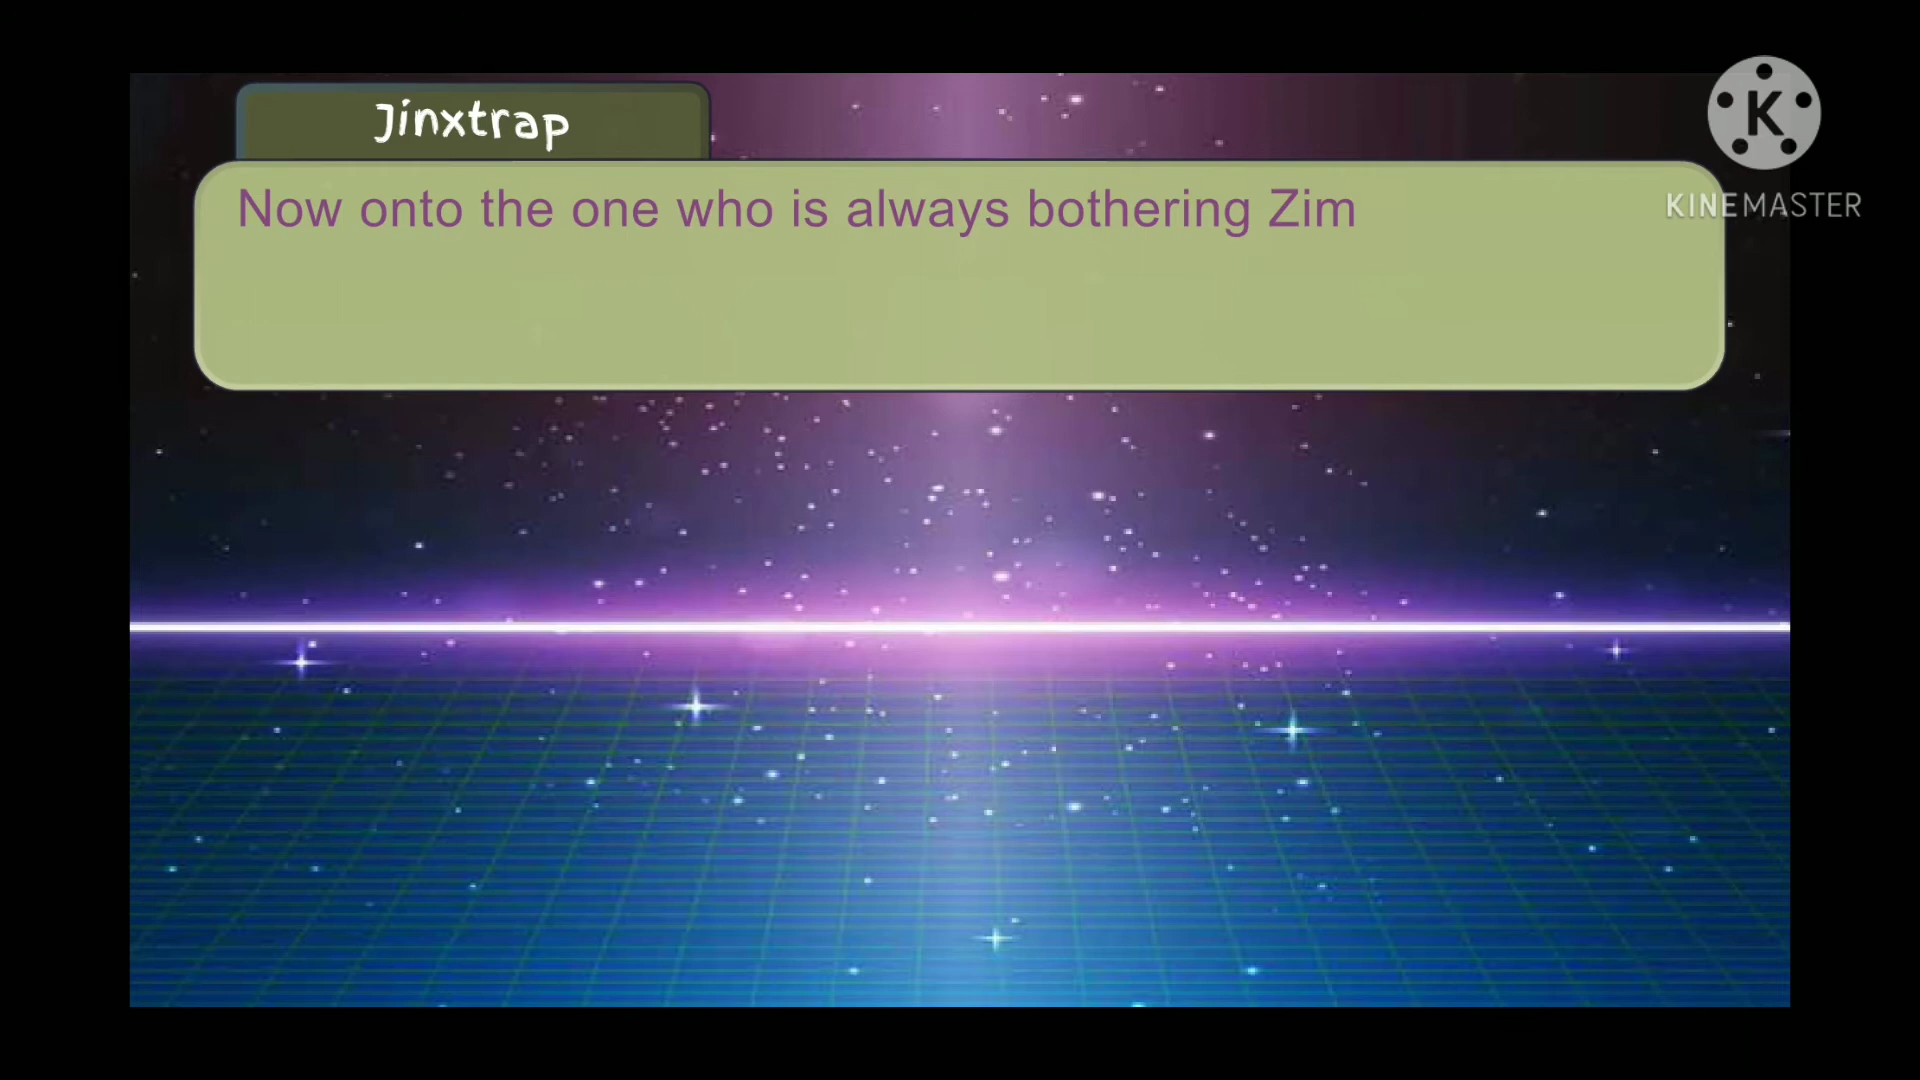 Jinxtrap
Now onto the one who is always bothering Zim
K
KINEMASTER